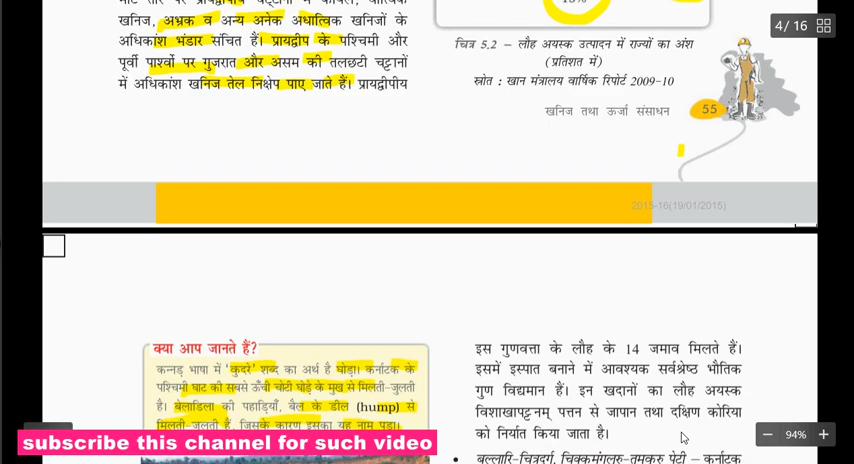 खनिज, अभ्रक व अन्य अनेक अधात्विक खनिजों के
अधिकांश भंडार संचित हैं। प्रायद्वीप के पश्चिमी और
पूर्वी पार्श्वों पर गुजरात और असम की तलछटी चट्टानों
में अधिकांश खनिज तेल निक्षेप पाए जाते हैं। प्रायद्वीपीय
चित्र 5.2 – लौह अयस्क उत्पादन में राज्यों का अंश
(प्रतिशत में)
स्रोत : खान मंत्रालय वार्षिक रिपोर्ट 2009-10
खनिज तथा ऊर्जा संसाधन
55
4 / 16
2015-16(19/01/2015)
क्या आप जानते हैं?
कन्नड़ भाषा में 'कुदरे' शब्द का अर्थ है घोड़ा। कर्नाटक के
पश्चिमी घाट की सबसे ऊँची चोटी घोड़े के मुख से मिलती-जुलती
है। बेलाडिला की पहाड़ियाँ, बैल के डील (hump) से
मिलती-जुलती हैं, जिसके कारण इसका यह नाम पड़ा।
इस गुणवत्ता के लौह के 14 जमाव मिलते हैं।
इसमें इस्पात बनाने में आवश्यक सर्वश्रेष्ठ भौतिक
गुण विद्यमान हैं। इन खदानों का लौह अयस्क
विशाखापट्टनम् पत्तन से जापान तथा दक्षिण कोरिया
को निर्यात किया जाता है।
• बल्लारि-चित्रदुर्ग, चिक्कमंगलूरु-तुमकूरु पेटी – कर्नाटक
subscribe this channel for such video
94%